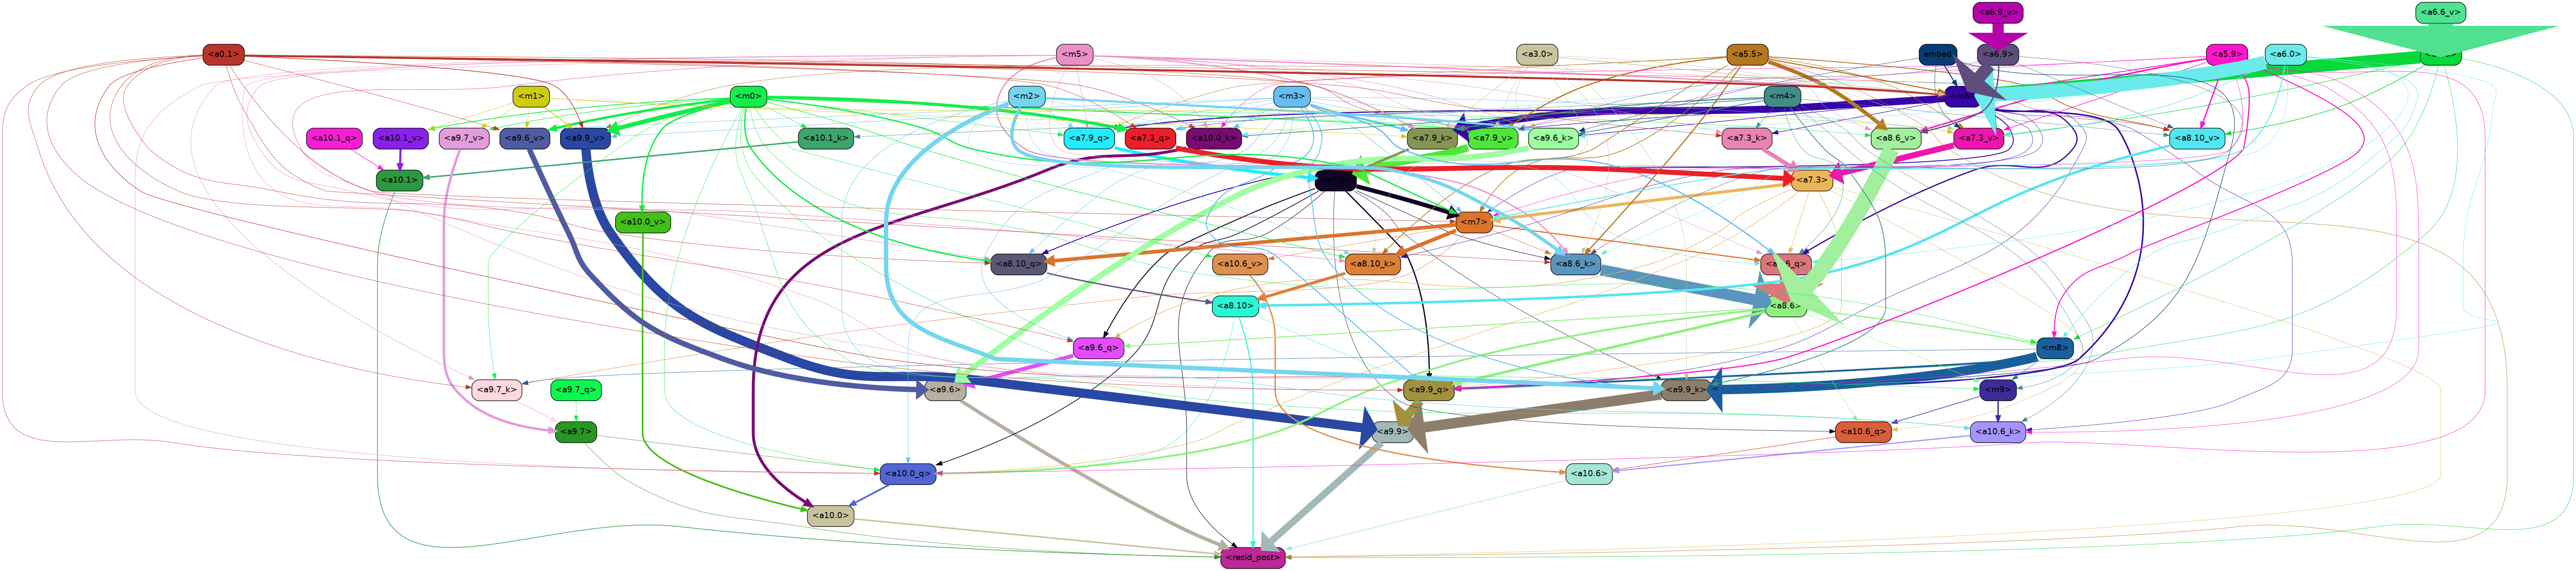 <a6.9_v> <a6.6_v>
<a0.1> <m5> <a3.0> <a5.5> embed <a6.9> <a5.9> <a6.0>
<m1> <m0> <m2> <m3> <m4> <m6>
<a10.1_q> <a10.1_v> <a9.7_v> <a9.6_v> <a9.9_v> <a10.1_k> <a7.9_q> <a7.3_q> <a10.0_k> <a7.9_k> <a7.9_v> <a9.6_k> <a7.3_k> <a8.6_v> <a7.3_v> <a8.10_v>
<a10.1> <a7.3>
<a10.0_v> <m7>
<a8.10_q> <a10.6_v> <a8.10_k> <a8.6_k>
<a8.10> <a8.6>
<a9.6_q> <m8>
<a9.7_k> <a9.7_q> <a9.6> <a9.9_q> <a9.9_k> <m9>
<a9.7> <a9.9> <a10.6_q> <a10.6_k>
<a10.0_q> <a10.6>
<a10.0>
<resid_post>